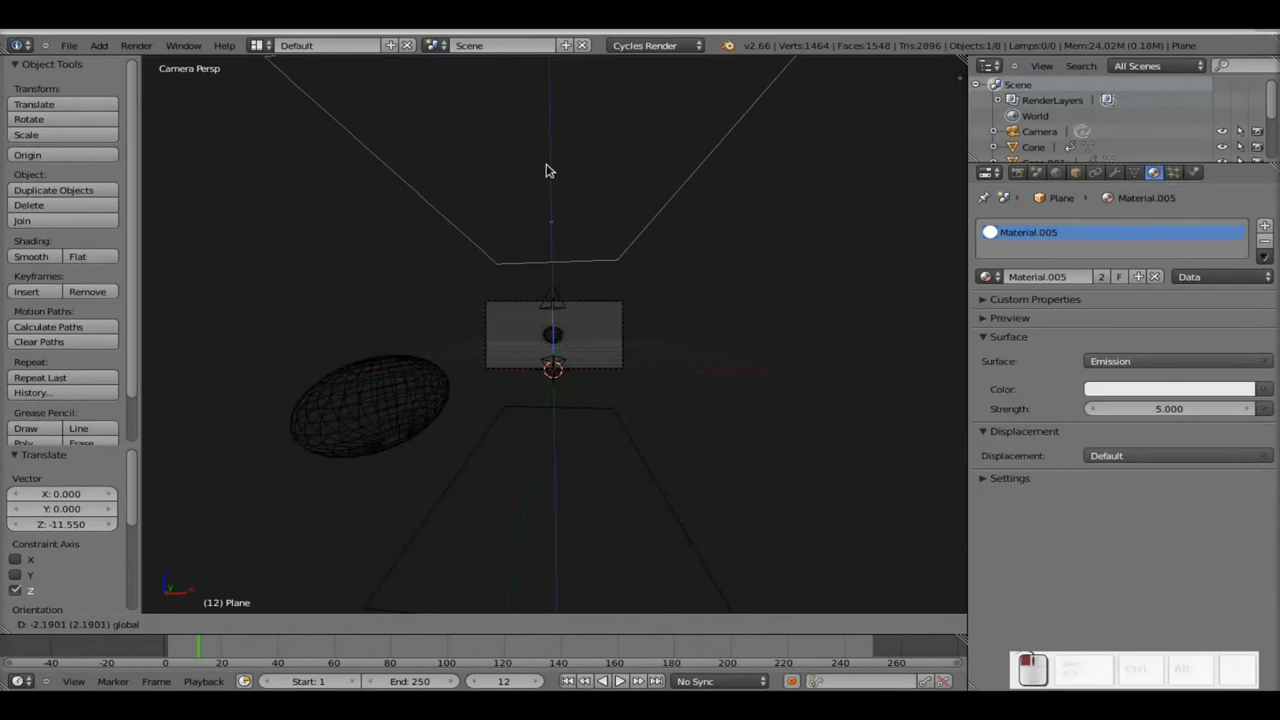 File Add Render Window Help Default Scene Cycles Render v2.66 | Verts:1464 | Faces:1548 | Tris:2896 | Objects:1/8 | Lamps:0/0 | Mem:24.02M (0.18M) | Plane
Object Tools
Transform:
Translate
Rotate
Scale
Origin
Object:
Duplicate Objects
Delete
Join
Shading:
Smooth Flat
Keyframes:
Insert Remove
Motion Paths:
Calculate Paths
Clear Paths
Repeat:
Repeat Last
History...
Grease Pencil:
Draw Line
Poly Erase
Translate
Vector
X: 0.000
Y: 0.000
Z: -11.550
Constraint Axis
X
Y
Z
Orientation
Camera Persp
(12) Plane
D: -2.1901 (2.1901) global
View Search All Scenes
Scene
RenderLayers
World
Camera
Cone
Plane Material.005
Material.005
Material.005 2 F Data
Custom Properties
Preview
Surface
Surface: Emission
Color:
Strength: 5.000
Displacement
Displacement: Default
Settings
-40 -20 0 20 40 60 80 100 120 140 160 180 200 220 240 260
View Marker Frame Playback Start: 1 End: 250 12 No Sync
Ctrl Alt